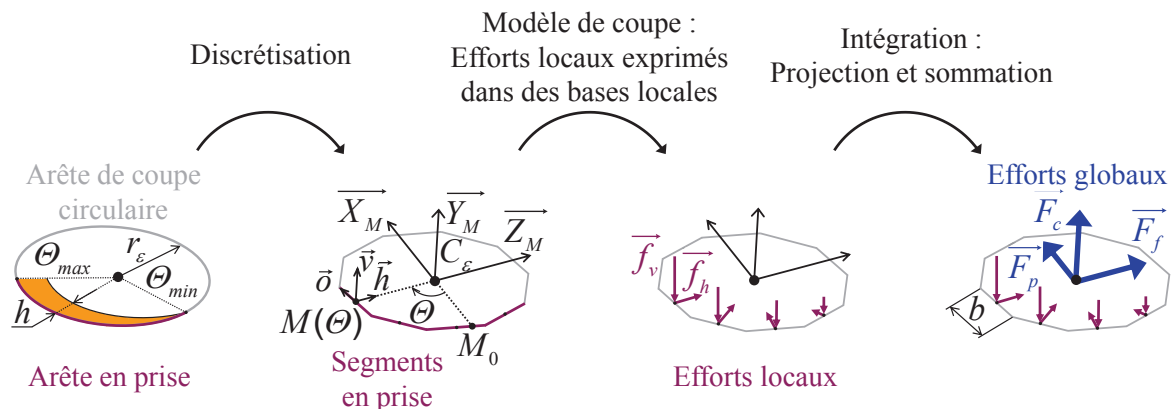 Discrétisation
Modèle de coupe :
Efforts locaux exprimés
dans des bases locales
Intégration :
Projection et sommation
Arête de coupe
circulaire
Θmax
rε
Θmin
h
Arête en prise
XM
YM
ZM
Cε
v
h
o
Θ
M(Θ)
M0
Segments
en prise
fv
fh
Efforts locaux
Efforts globaux
Fc
Ff
Fp
b